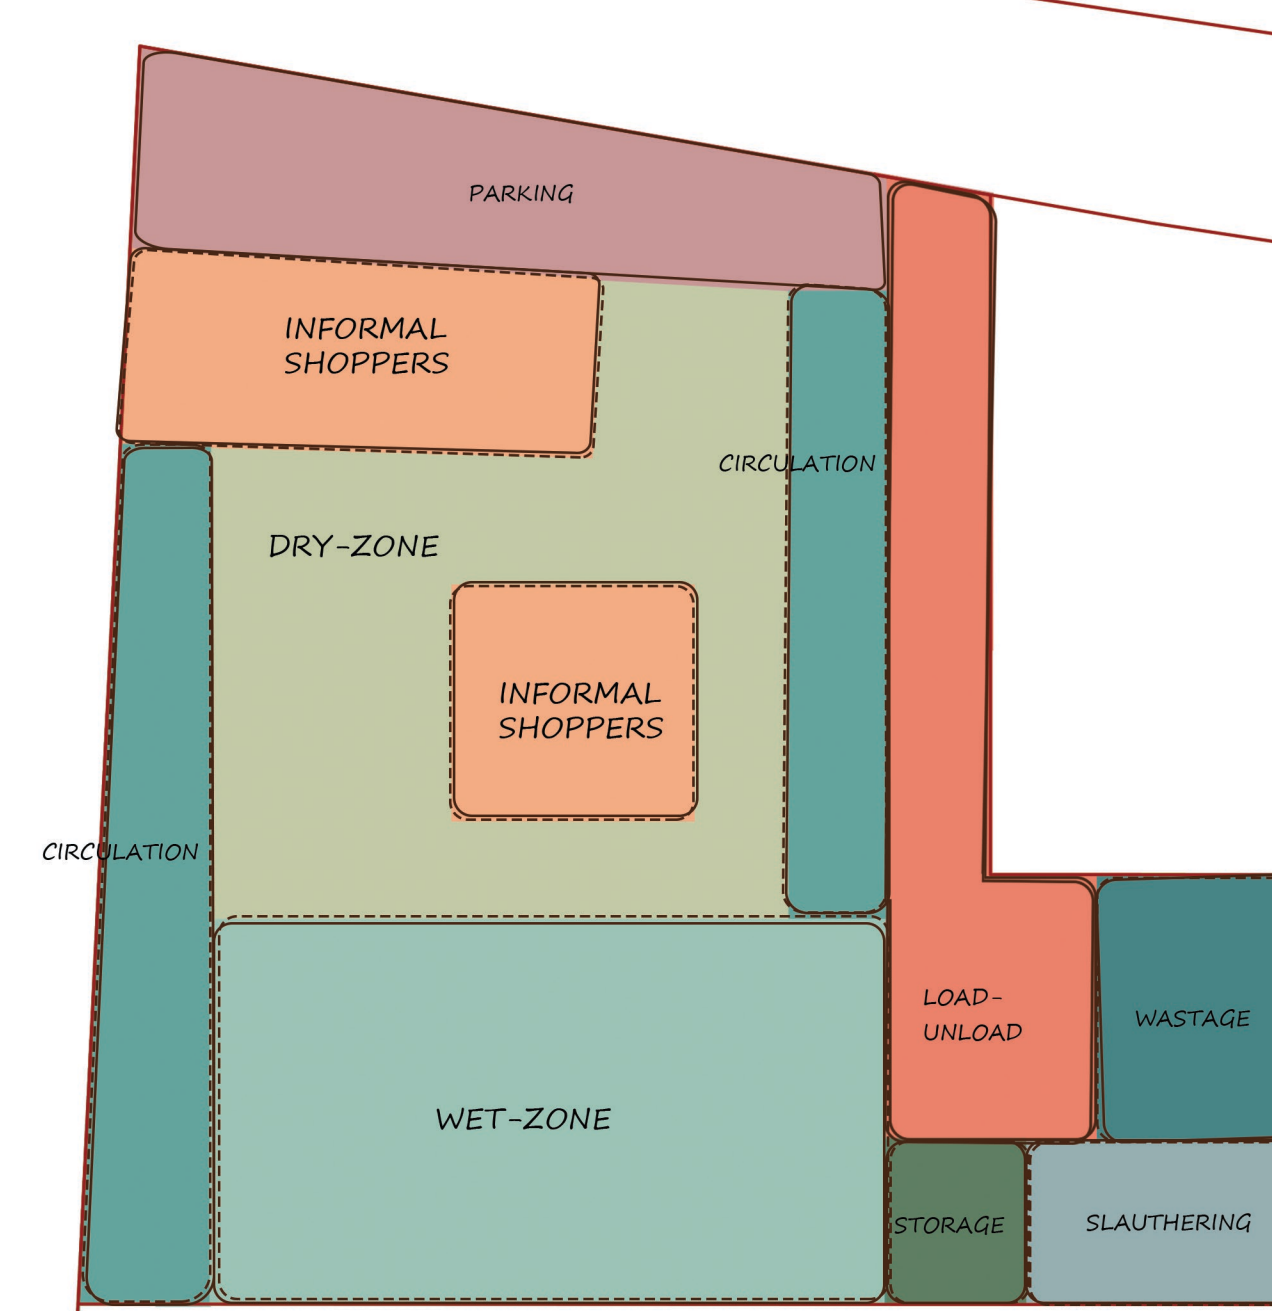 PARKING
INFORMAL
SHOPPERS
CIRCULATION
DRY-ZONE
INFORMAL
SHOPPERS
CIRCULATION
LOAD-
UNLOAD
WASTAGE
WET-ZONE
STORAGE
SLAUTHERING